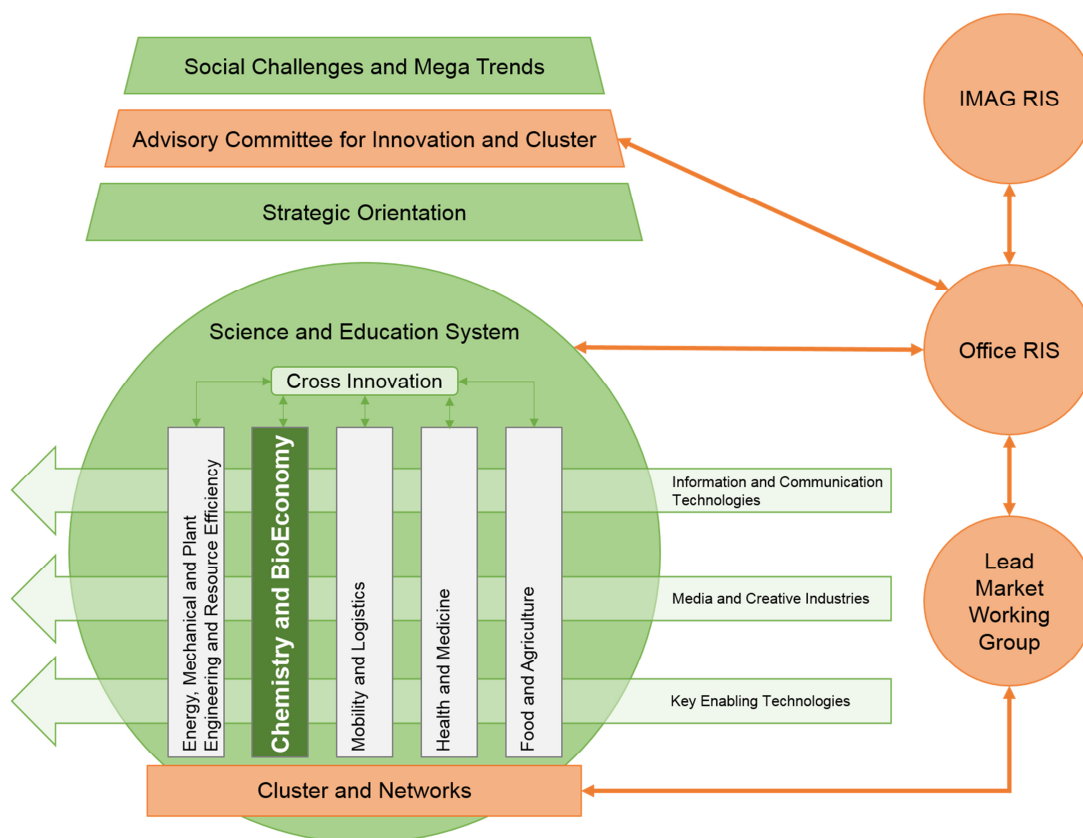 Social Challenges and Mega Trends
IMAG RIS
Advisory Committee for Innovation and Cluster
Strategic Orientation
Science and Education System
Office RIS
Cross Innovation
Energy, Mechanical and Plant
Engineering and Resource Efficiency
Chemistry and BioEconomy
Mobility and Logistics
Health and Medicine
Food and Agriculture
Information and Communication
Technologies
Media and Creative Industries
Key Enabling Technologies
Lead
Market
Working
Group
Cluster and Networks